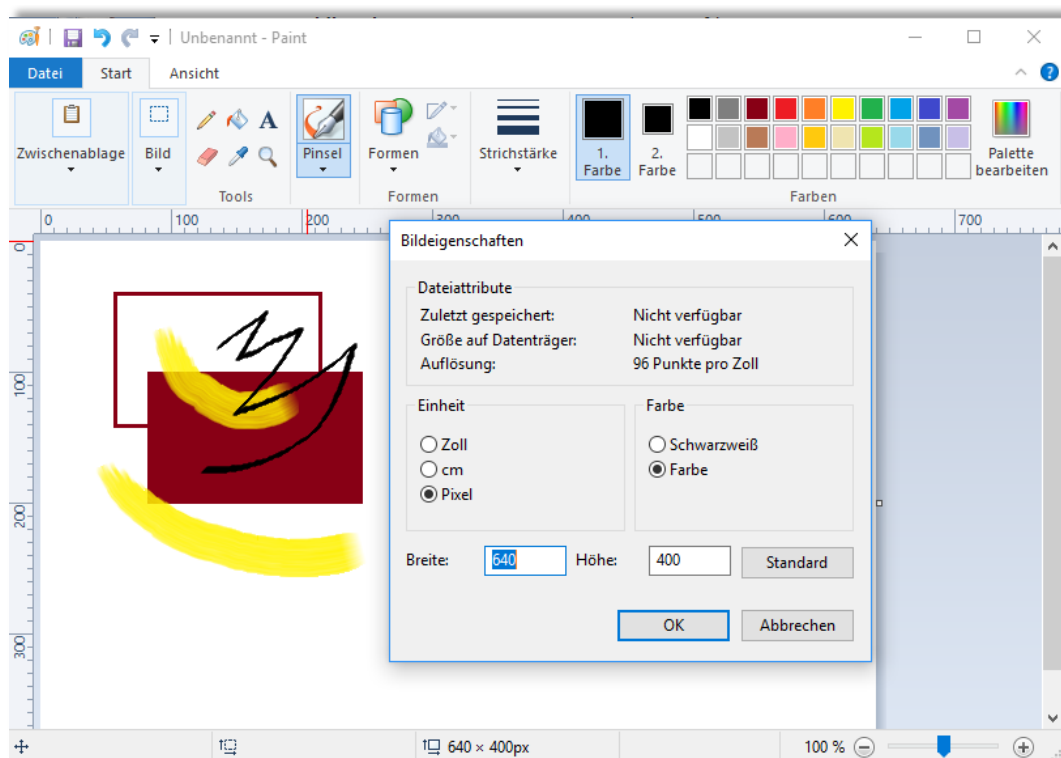 Unbenannt - Paint
Datei Start Ansicht
Zwischenablage
Bild
Tools
Pinsel
Formen
Formen
Strichstärke
1. Farbe
2. Farbe
Farben
Palette bearbeiten
0 100 200 300 400 500 600 700
0
100
200
300
Bildeigenschaften
Dateiattribute
Zuletzt gespeichert: Nicht verfügbar
Größe auf Datenträger: Nicht verfügbar
Auflösung: 96 Punkte pro Zoll
Einheit
Zoll
cm
Pixel
Farbe
Schwarzweiß
Farbe
Breite: 640 Höhe: 400 Standard
OK Abbrechen
640 × 400px
100 %